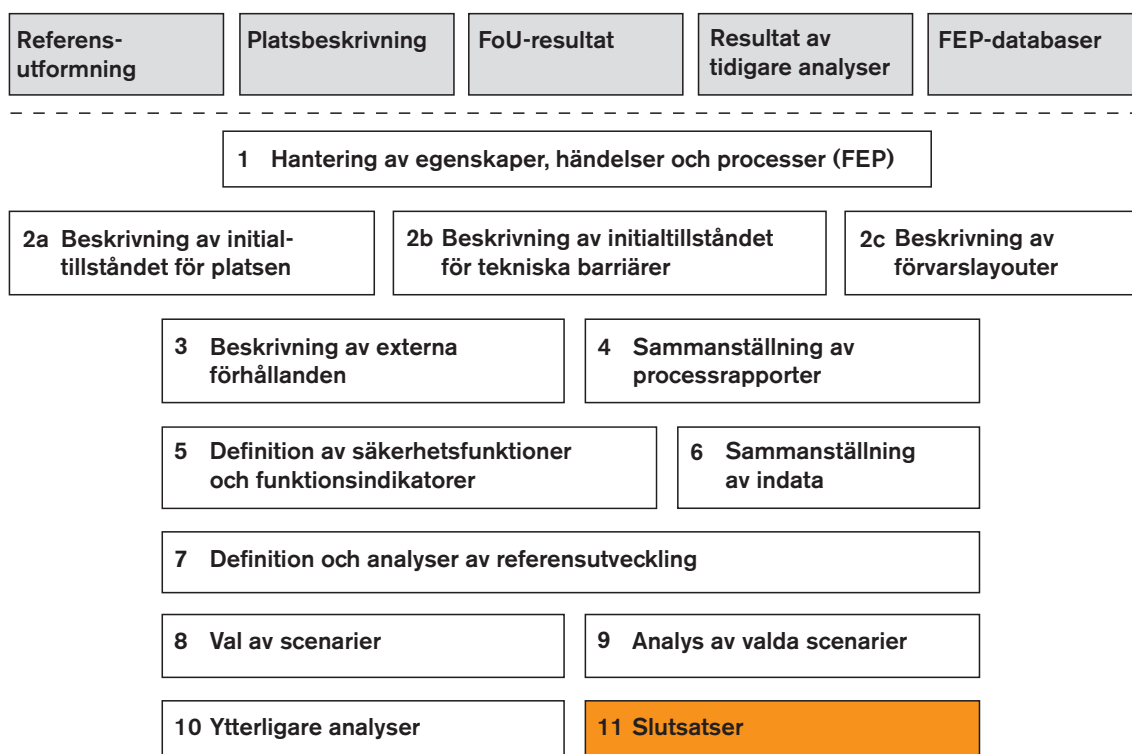 Referens-
utformning
Platsbeskrivning
FoU-resultat
Resultat av
tidigare analyser
FEP-databaser
1 Hantering av egenskaper, händelser och processer (FEP)
2a Beskrivning av initial-
tillståndet för platsen
2b Beskrivning av initialtillståndet
för tekniska barriärer
2c Beskrivning av
förvarslayouter
3 Beskrivning av externa
förhållanden
4 Sammanställning av
processrapporter
5 Definition av säkerhetsfunktioner
och funktionsindikatorer
6 Sammanställning
av indata
7 Definition och analyser av referensutveckling
8 Val av scenarier
9 Analys av valda scenarier
10 Ytterligare analyser
11 Slutsatser